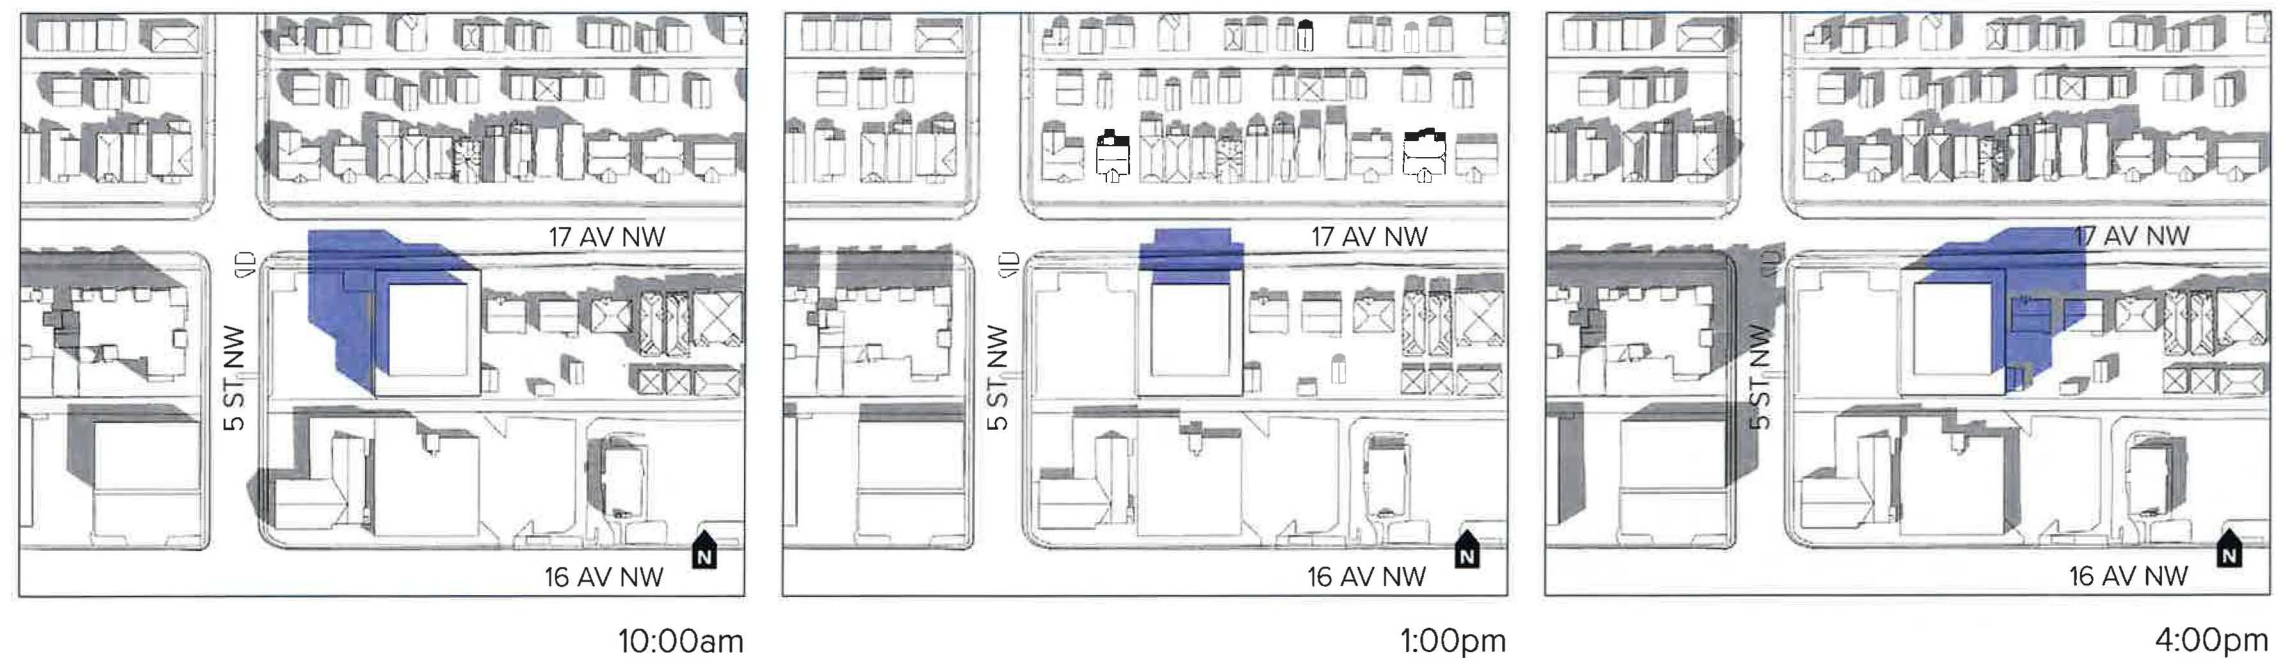 17 AV NW
5 ST NW
N
16 AV NW
10:00am
17 AV NW
5 ST NW
N
16 AV NW
1:00pm
17 AV NW
5 ST NW
N
16 AV NW
4:00pm